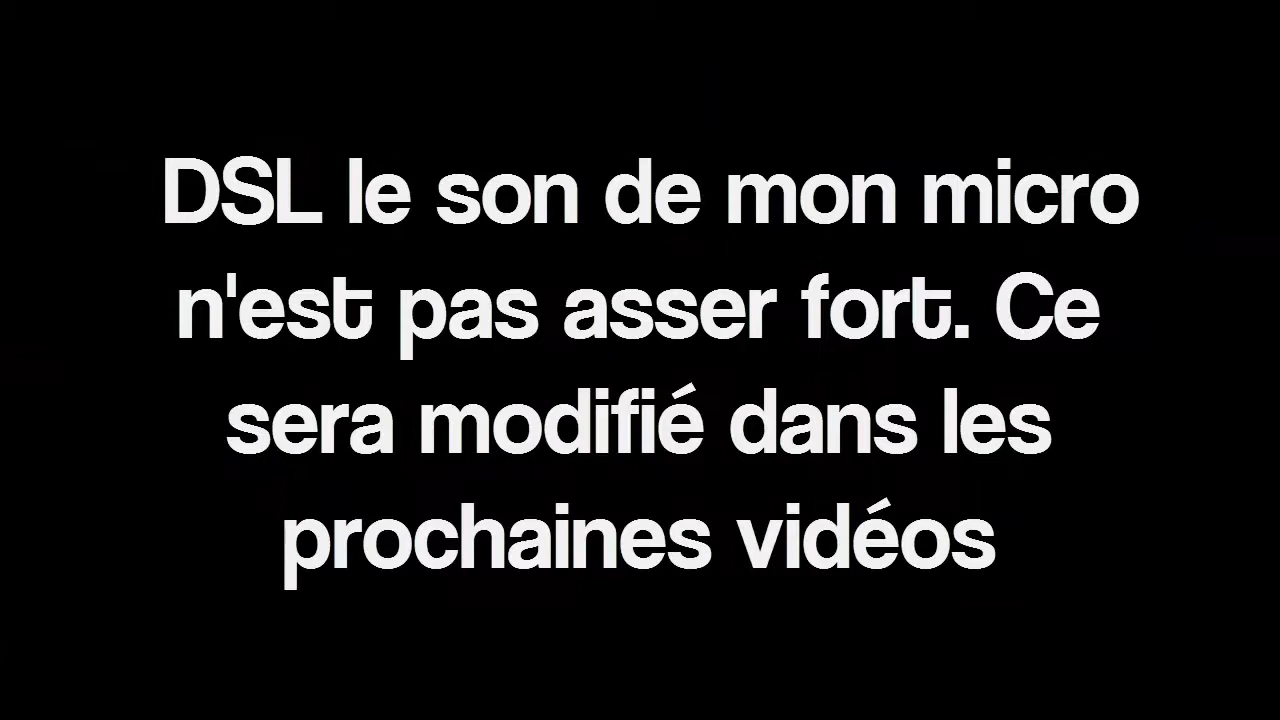 DSL le son de mon micro
n'est pas asser fort. Ce
sera modifié dans les
prochaines vidéos